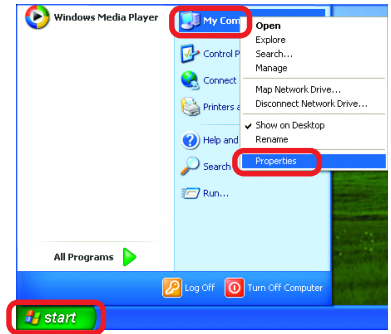 Windows Media Player
My Com
Open
Explore
Search...
Manage
Map Network Drive...
Disconnect Network Drive...
Show on Desktop
Rename
Properties
Control P
Connect
Printers a
Help and
Search
Run...
All Programs
Log Off
Turn Off Computer
start